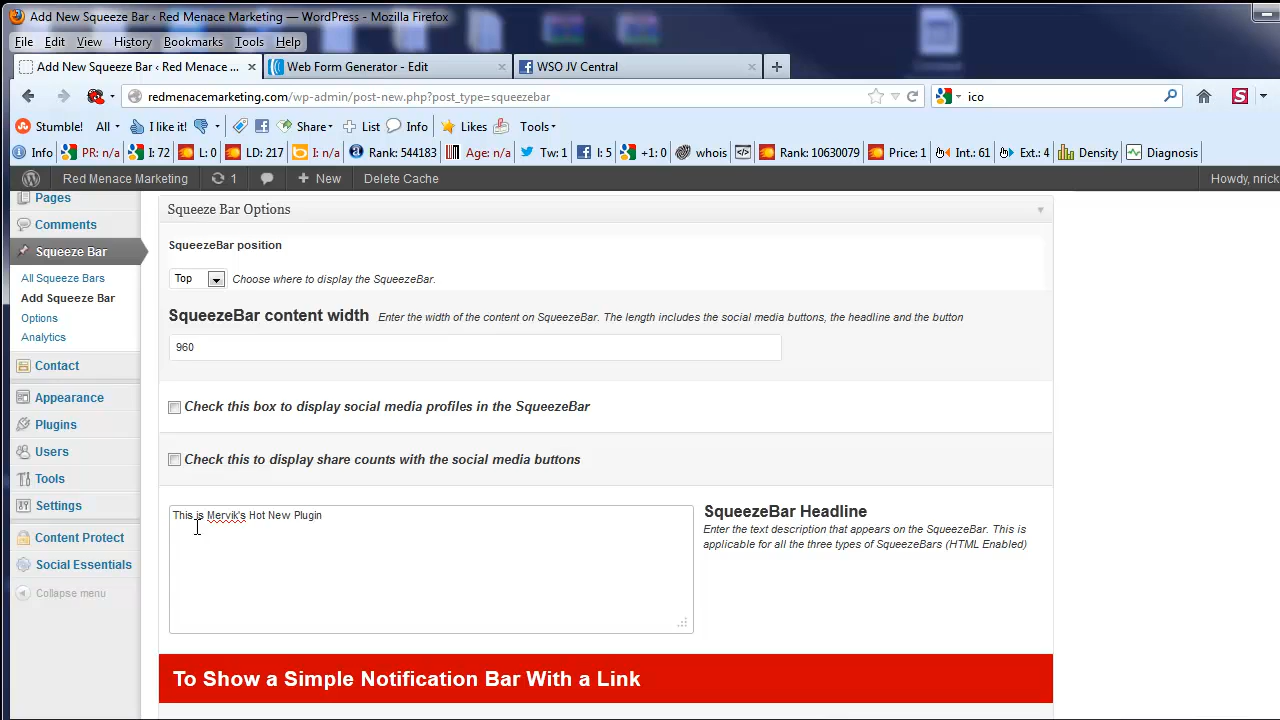 Add New Squeeze Bar ‹ Red Menace Marketing — WordPress - Mozilla Firefox
File Edit View History Bookmarks Tools Help
Add New Squeeze Bar ‹ Red Menace... × Web Form Generator - Edit × WSO JV Central × +
redmenacemarketing.com/wp-admin/post-new.php?post_type=squeezebar ico
Stumble! All I like it! Share List Info Likes Tools
Info PR: n/a I: 72 L: 0 LD: 217 I: n/a Rank: 544183 Age: n/a Tw: 1 I: 5 +1: 0 whois Rank: 10630079 Price: 1 Int.: 61 Ext.: 4 Density Diagnosis
Red Menace Marketing 1 + New Delete Cache Howdy, nrick
Pages
Comments
Squeeze Bar
All Squeeze Bars
Add Squeeze Bar
Options
Analytics
Contact
Appearance
Plugins
Users
Tools
Settings
Content Protect
Social Essentials
Collapse menu
Squeeze Bar Options
SqueezeBar position
Top Choose where to display the SqueezeBar.
SqueezeBar content width Enter the width of the content on SqueezeBar. The length includes the social media buttons, the headline and the button
960
Check this box to display social media profiles in the SqueezeBar
Check this to display share counts with the social media buttons
This is Mervik's Hot New Plugin
SqueezeBar Headline
Enter the text description that appears on the SqueezeBar. This is
applicable for all the three types of SqueezeBars (HTML Enabled)
To Show a Simple Notification Bar With a Link